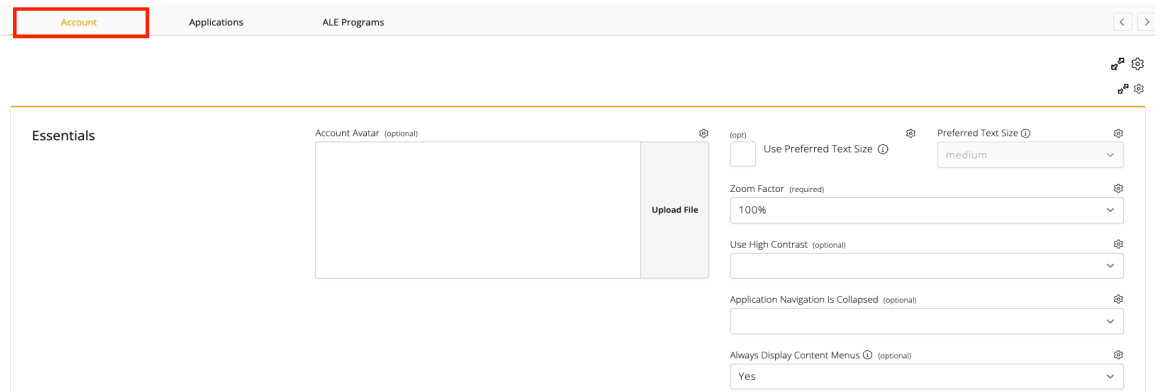 Account Applications ALE Programs
Essentials
Account Avatar (optional)
Upload File
(opt)
Use Preferred Text Size
Preferred Text Size
medium
Zoom Factor (required)
100%
Use High Contrast (optional)
Application Navigation Is Collapsed (optional)
Always Display Content Menus (optional)
Yes